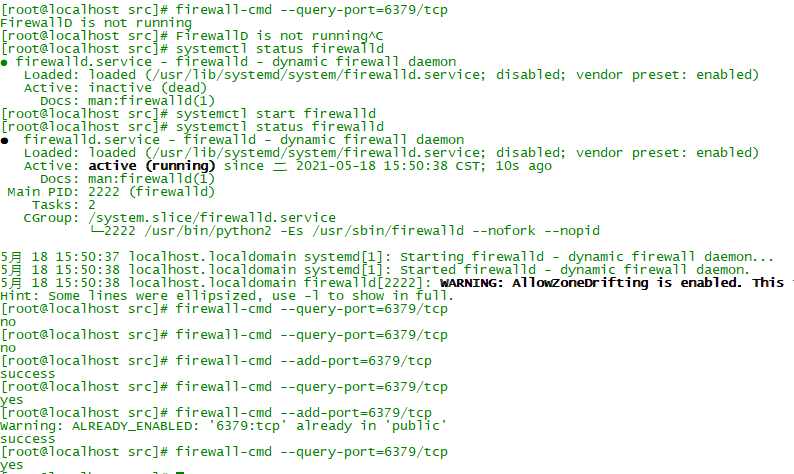 [root@localhost src]# firewall-cmd --query-port=6379/tcp
FirewallD is not running
[root@localhost src]# FirewallD is not running^C
[root@localhost src]# systemctl status firewalld
● firewalld.service - firewalld - dynamic firewall daemon
   Loaded: loaded (/usr/lib/systemd/system/firewalld.service; disabled; vendor preset: enabled)
   Active: inactive (dead)
     Docs: man:firewalld(1)
[root@localhost src]# systemctl start firewalld
[root@localhost src]# systemctl status firewalld
● firewalld.service - firewalld - dynamic firewall daemon
   Loaded: loaded (/usr/lib/systemd/system/firewalld.service; disabled; vendor preset: enabled)
   Active: active (running) since 二 2021-05-18 15:50:38 CST; 10s ago
     Docs: man:firewalld(1)
 Main PID: 2222 (firewalld)
    Tasks: 2
   CGroup: /system.slice/firewalld.service
           └─2222 /usr/bin/python2 -Es /usr/sbin/firewalld --nofork --nopid
5月 18 15:50:37 localhost.localdomain systemd[1]: Starting firewalld - dynamic firewall daemon...
5月 18 15:50:38 localhost.localdomain systemd[1]: Started firewalld - dynamic firewall daemon.
5月 18 15:50:38 localhost.localdomain firewalld[2222]: WARNING: AllowZoneDrifting is enabled. This
Hint: Some lines were ellipsized, use -l to show in full.
[root@localhost src]# firewall-cmd --query-port=6379/tcp
no
[root@localhost src]# firewall-cmd --query-port=6379/tcp
no
[root@localhost src]# firewall-cmd --add-port=6379/tcp
success
[root@localhost src]# firewall-cmd --query-port=6379/tcp
yes
[root@localhost src]# firewall-cmd --add-port=6379/tcp
Warning: ALREADY_ENABLED: '6379:tcp' already in 'public'
success
[root@localhost src]# firewall-cmd --query-port=6379/tcp
yes